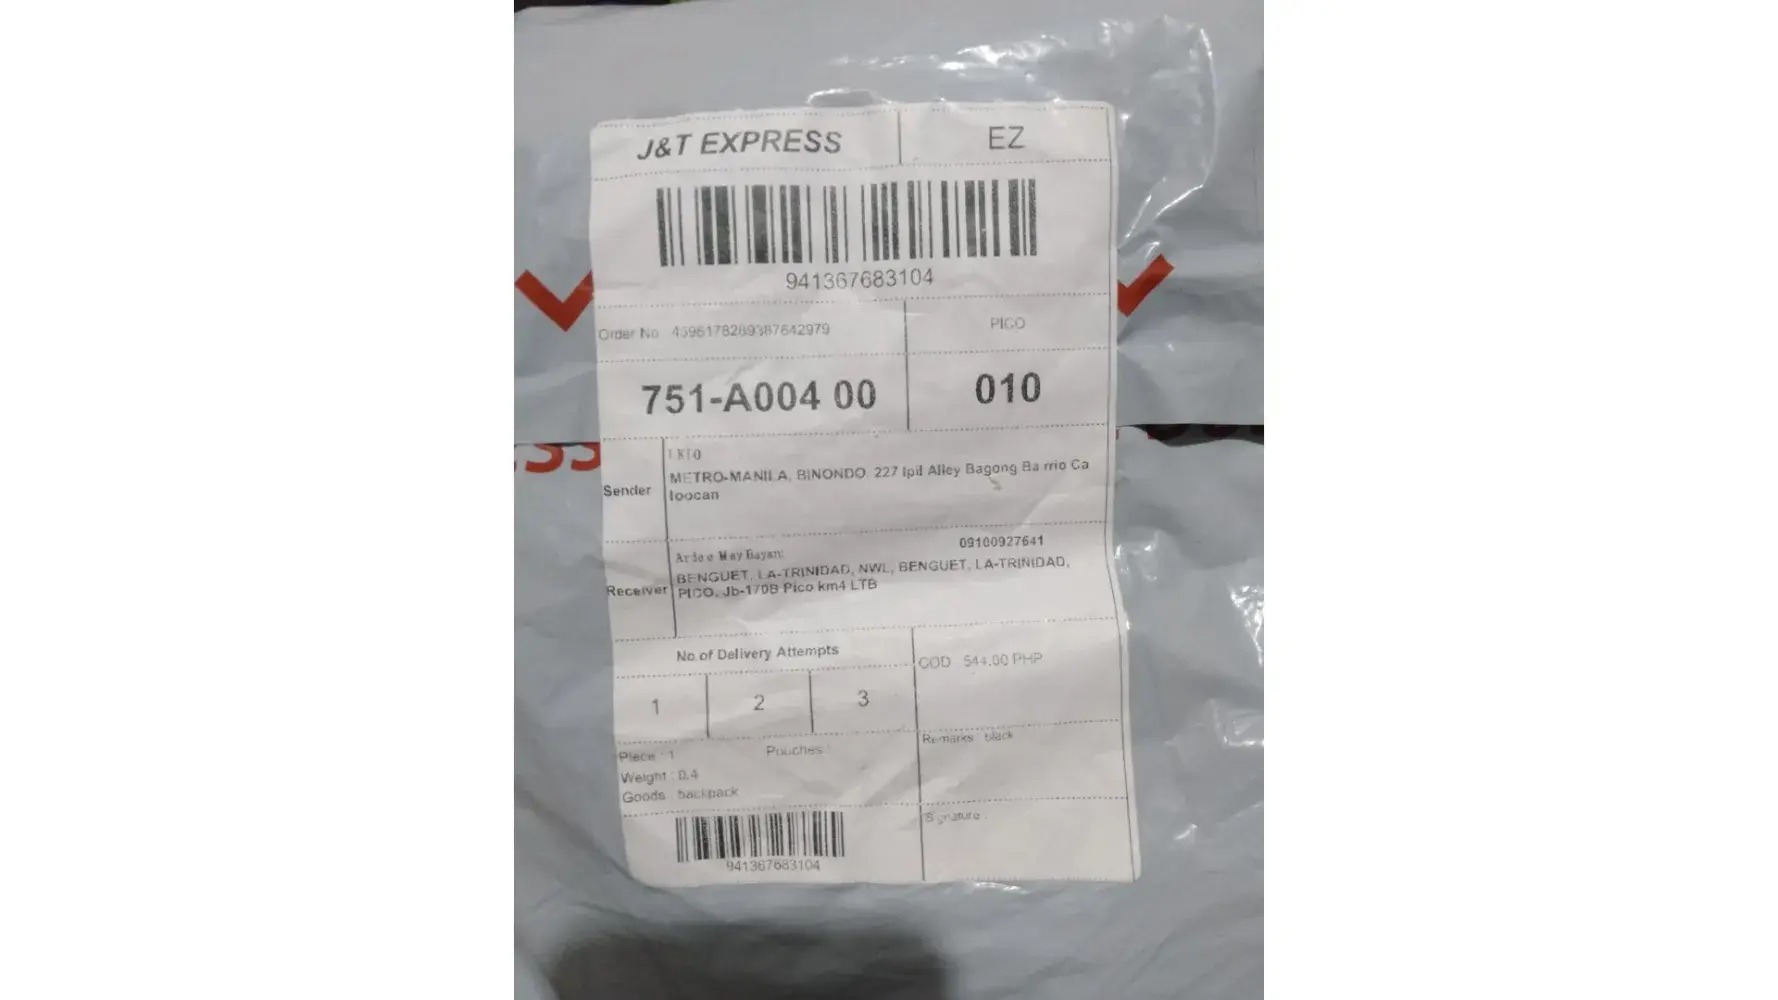 J&T EXPRESS
EZ
941367683104
Order No
PICO
751-A004 00
010
Sender
METRO-MANILA, BINONDO, 227 Ipil Alley Bagong Ba rrio Ca
loocan
09100927641
Receiver
BENGUET, LA-TRINIDAD, NWL, BENGUET, LA-TRINIDAD,
PICO, Jb-170B Pico km4 LTB
No.of Delivery Attempts
COD 544.00 PHP
1
2
3
Piece : 1
Pouches :
Weight : 0.4
Goods : backpack
Remarks : black
941367683104
Signature :